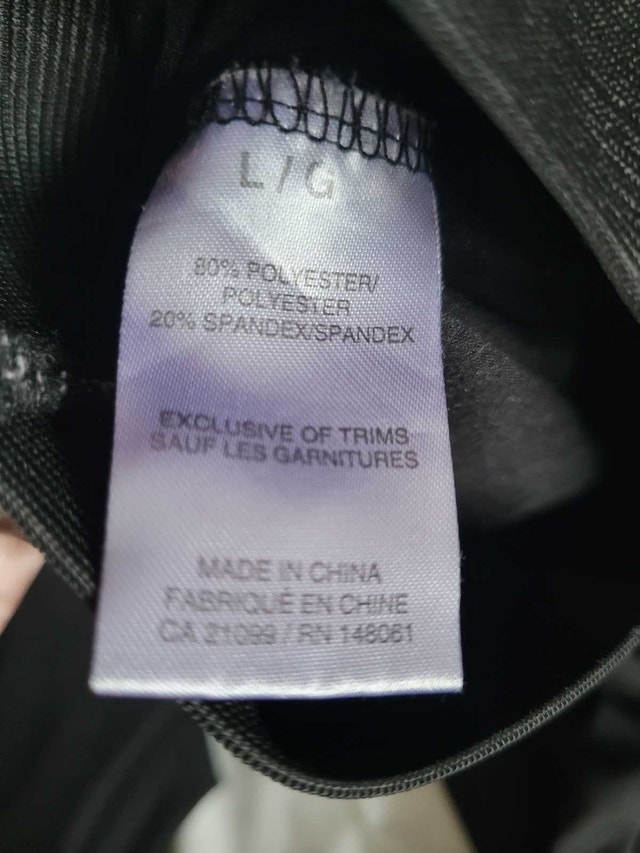 L / G
80% POLYESTER/
POLYESTER
20% SPANDEX/SPANDEX
EXCLUSIVE OF TRIMS
SAUF LES GARNITURES
MADE IN CHINA
FABRIQUÉ EN CHINE
CA 21099 / RN 148061